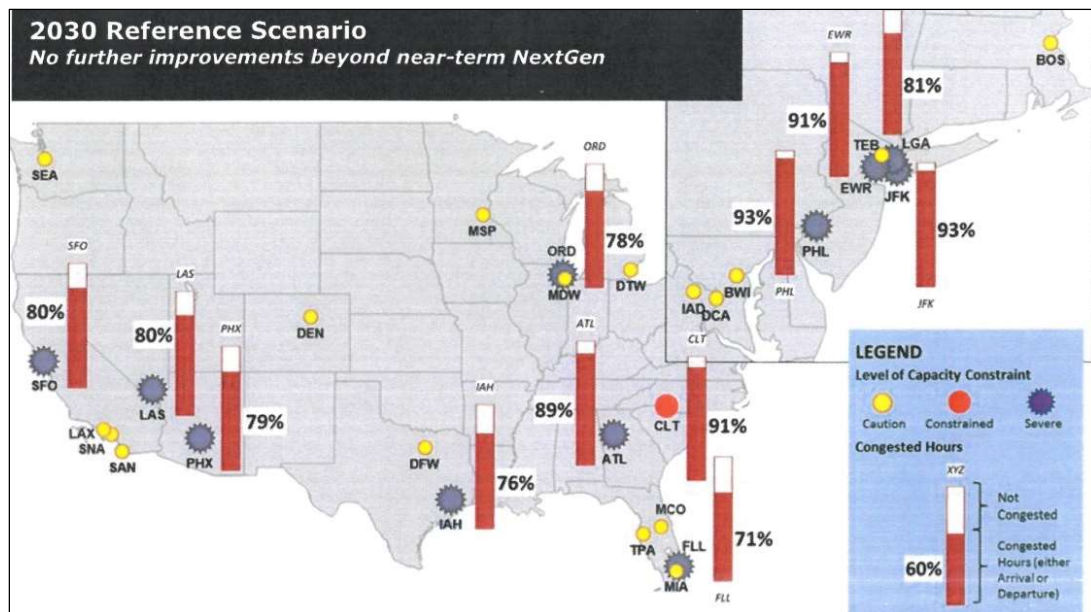 2030 Reference Scenario
No further improvements beyond near-term NextGen
EWR
BOS
81%
91%
TEB
LGA
EWR
JFK
ORD
SEA
MSP
93%
93%
PHL
ORD
78%
SFO
LAS
MDW
DTW
BWI
IAD
DCA
PHL
JFK
80%
80%
PHX
DEN
ATL
CLT
SFO
LAS
IAH
89%
CLT
91%
79%
LAX
SNA
SAN
PHX
DFW
ATL
76%
IAH
MCO
TPA
FLL
71%
MIA
FLL
LEGEND
Level of Capacity Constraint
Caution
Constrained
Severe
Congested Hours
XYZ
Not
Congested
60%
Congested
Hours (either
Arrival or
Departure)